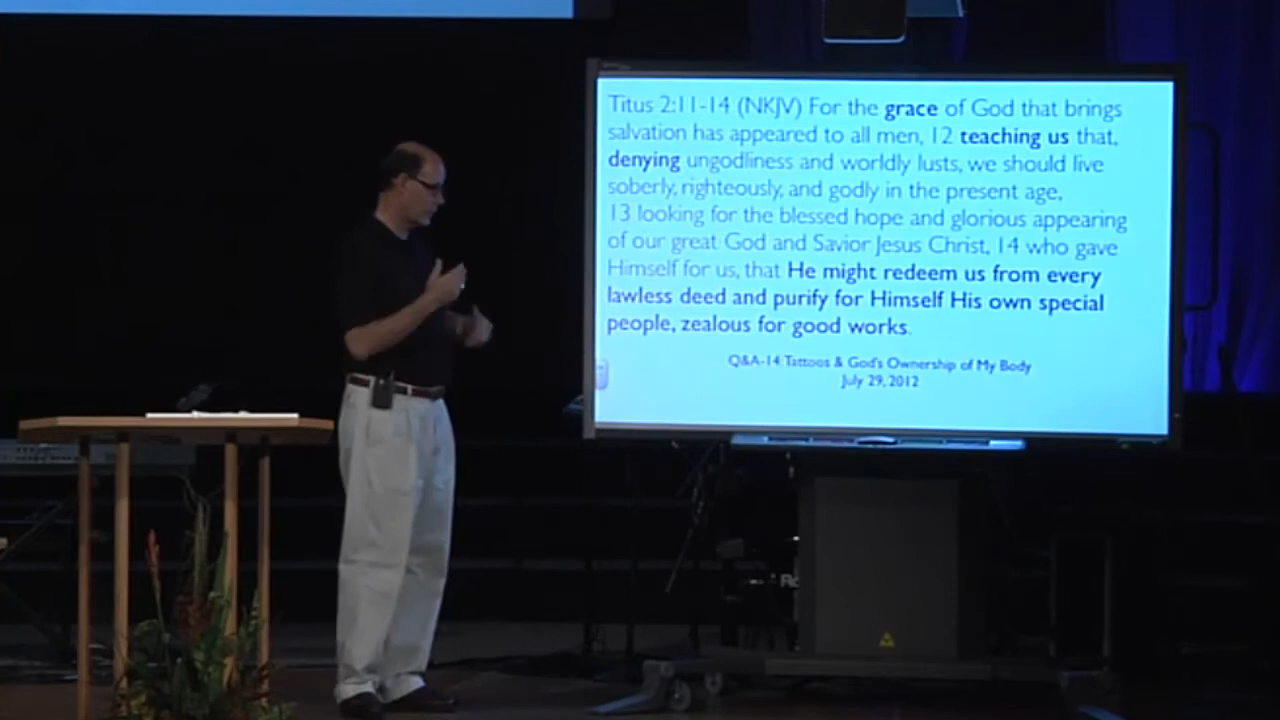 Titus 2:11-14 (NKJV) For the grace of God that brings
salvation has appeared to all men, 12 teaching us that,
denying ungodliness and worldly lusts, we should live
soberly, righteously, and godly in the present age,
13 looking for the blessed hope and glorious appearing
of our great God and Savior Jesus Christ, 14 who gave
Himself for us, that He might redeem us from every
lawless deed and purify for Himself His own special
people, zealous for good works.
Q&A-14: Tattoos & God's Ownership of My Body
July 29, 2012